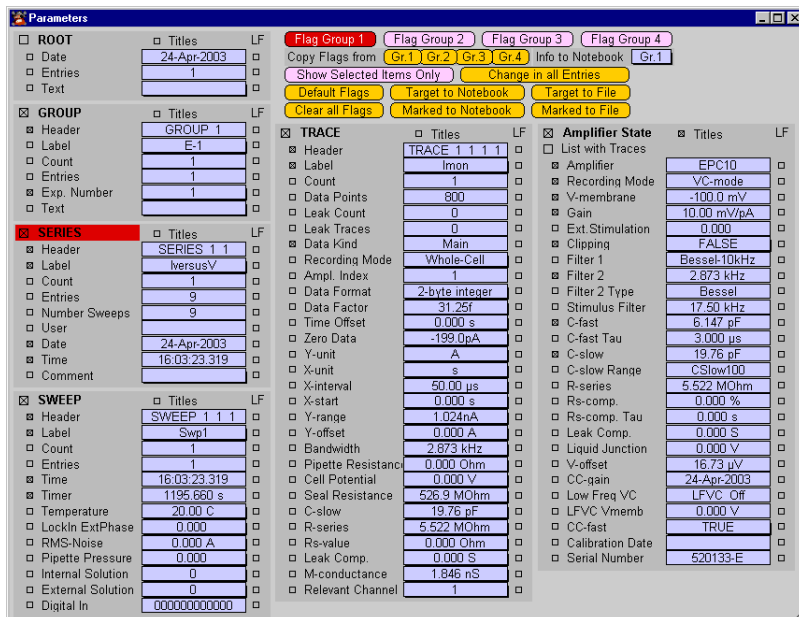 Parameters
ROOT Titles LF
Date 24-Apr-2003
Entries 1
Text
GROUP Titles LF
Header GROUP 1
Label E-1
Count 1
Entries 1
Exp. Number 1
Text
SERIES Titles LF
Header SERIES 1 1
Label IversusV
Count 1
Entries 9
Number Sweeps 9
User
Date 24-Apr-2003
Time 16:03:23.319
Comment
SWEEP Titles LF
Header SWEEP 1 1 1
Label Swp1
Count 1
Entries 1
Time 16:03:23.319
Timer 1195.660 s
Temperature 20.00 C
LockIn ExtPhase 0.000
RMS-Noise 0.000 A
Pipette Pressure 0.000
Internal Solution 0
External Solution 0
Digital In 000000000000
Flag Group 1 Flag Group 2 Flag Group 3 Flag Group 4
Copy Flags from Gr.1 Gr.2 Gr.3 Gr.4 Info to Notebook Gr.1
Show Selected Items Only Change in all Entries
Default Flags Target to Notebook Target to File
Clear all Flags Marked to Notebook Marked to File
TRACE Titles LF
Header TRACE 1 1 1 1
Label Imon
Count 1
Data Points 800
Leak Count 0
Leak Traces 0
Data Kind Main
Recording Mode Whole-Cell
Ampl. Index 1
Data Format 2-byte integer
Data Factor 31.25f
Time Offset 0.000 s
Zero Data -199.0pA
Y-unit A
X-unit s
X-interval 50.00 µs
X-start 0.000 s
Y-range 1.024nA
Y-offset 0.000 A
Bandwidth 2.873 kHz
Pipette Resistanc 0.000 Ohm
Cell Potential 0.000 V
Seal Resistance 526.9 MOhm
C-slow 19.76 pF
R-series 5.522 MOhm
Rs-value 0.000 Ohm
Leak Comp. 0.000 S
M-conductance 1.846 nS
Relevant Channel 1
Amplifier State Titles LF
List with Traces
Amplifier EPC10
Recording Mode VC-mode
V-membrane -100.0 mV
Gain 10.00 mV/pA
Ext.Stimulation 0.000
Clipping FALSE
Filter 1 Bessel-10kHz
Filter 2 2.873 kHz
Filter 2 Type Bessel
Stimulus Filter 17.50 kHz
C-fast 6.147 pF
C-fast Tau 3.000 µs
C-slow 19.76 pF
C-slow Range CSlow100
R-series 5.522 MOhm
Rs-comp. 0.000 %
Rs-comp. Tau 0.000 s
Leak Comp. 0.000 S
Liquid Junction 0.000 V
V-offset 16.73 µV
CC-gain 24-Apr-2003
Low Freq VC LFVC Off
LFVC Vmemb 0.000 V
CC-fast TRUE
Calibration Date
Serial Number 520133-E